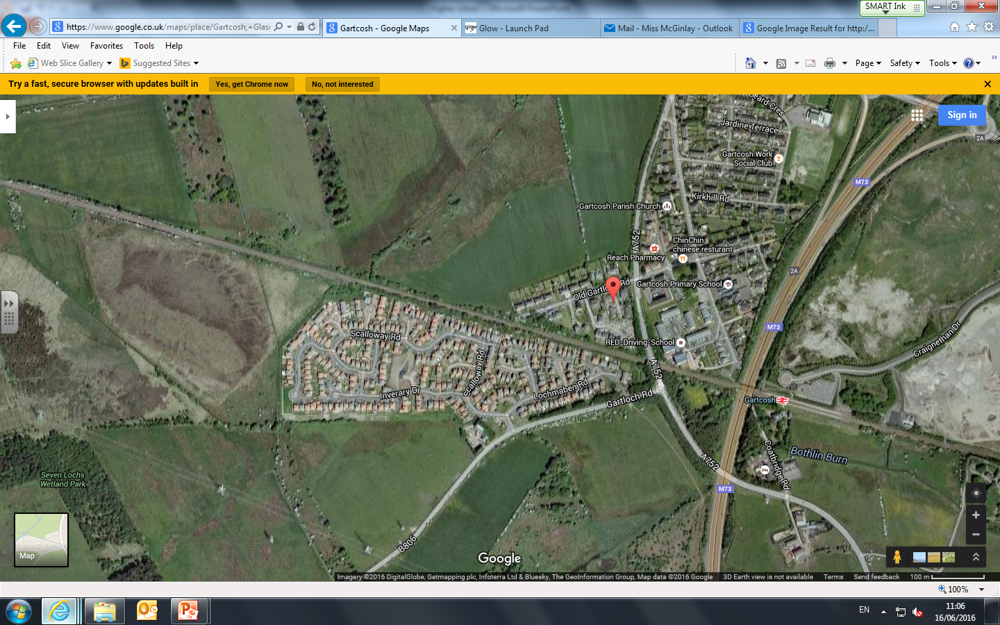 SMART Ink
https://www.google.co.uk/maps/place/Gartcosh,+Glas
Gartcosh - Google Maps
glow
Glow - Launch Pad
Mail - Miss McGinlay - Outlook
Google Image Result for http:/...
File Edit View Favorites Tools Help
Web Slice Gallery
Suggested Sites
Page
Safety
Tools
Try a fast, secure browser with updates built in
Yes, get Chrome now
No, not interested
Sign in
Beard Cres
Jardine Terrace
2A
Gartcosh Work
Social Club
M73
Kirkhill Rd
Gartcosh Parish Church
A752
ChinChin
chinese resturant
Reach Pharmacy
2A
Old Gartloch Rd
Gartcosh Primary School
M73
Scalloway Rd
RED-Driving-School
Craignethan Dr
Scalloway Rd
A752
Inverary Dr
Lochmaben Rd
Gartloch Rd
Gartcosh
Bothlin Burn
A752
Coatbridge Rd
Seven Lochs
Wetland Park
M73
B806
Map
Google
Imagery ©2016 DigitalGlobe, Getmapping plc, Infoterra Ltd & Bluesky, The GeoInformation Group, Map data ©2016 Google
3D Earth view is not available
Terms
Send feedback
100 m
100%
EN
11:06
16/06/2016